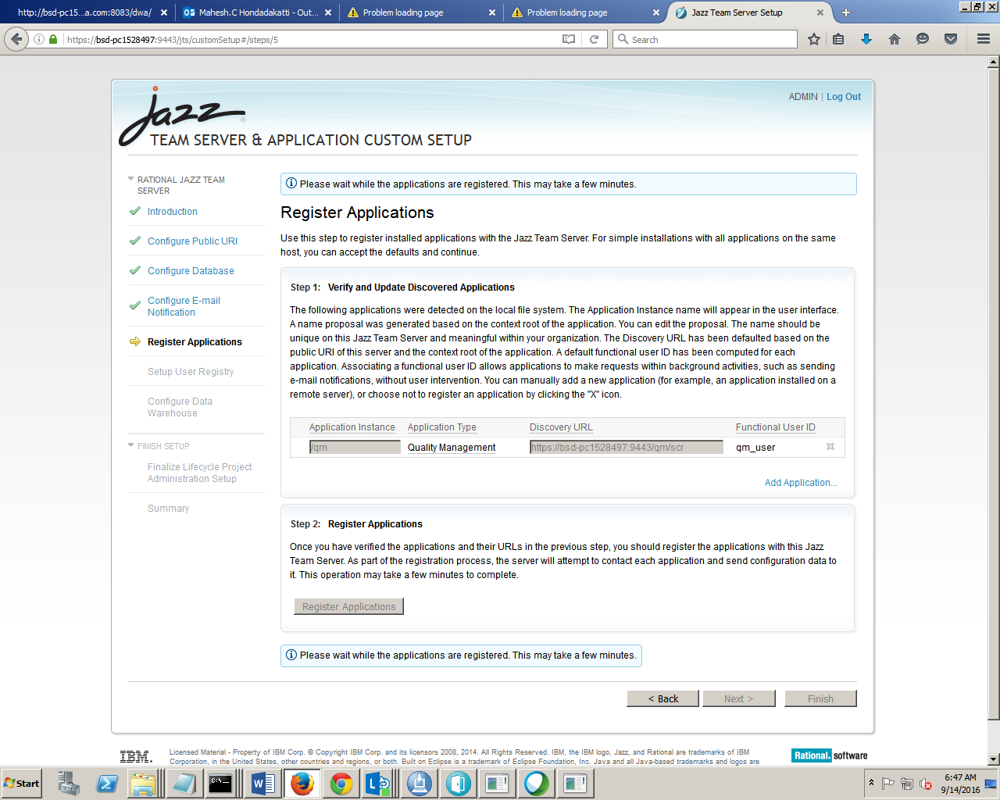 http://bsd-pc15...a.com:8083/dwa/
Mahesh.C Hondadakatti - Out...
Problem loading page
Problem loading page
Jazz Team Server Setup
https://bsd-pc1528497:9443/jts/customSetup#/steps/5
Search
ADMIN | Log Out
jazz
TEAM SERVER & APPLICATION CUSTOM SETUP
RATIONAL JAZZ TEAM
SERVER
Introduction
Configure Public URI
Configure Database
Configure E-mail
Notification
Register Applications
Setup User Registry
Configure Data
Warehouse
FINISH SETUP
Finalize Lifecycle Project
Administration Setup
Summary
Please wait while the applications are registered. This may take a few minutes.
Register Applications
Use this step to register installed applications with the Jazz Team Server. For simple installations with all applications on the same
host, you can accept the defaults and continue.
Step 1: Verify and Update Discovered Applications
The following applications were detected on the local file system. The Application Instance name will appear in the user interface.
A name proposal was generated based on the context root of the application. You can edit the proposal. The name should be
unique on this Jazz Team Server and meaningful within your organization. The Discovery URL has been defaulted based on the
public URI of this server and the context root of the application. A default functional user ID has been computed for each
application. Associating a functional user ID allows applications to make requests within background activities, such as sending
e-mail notifications, without user intervention. You can manually add a new application (for example, an application installed on a
remote server), or choose not to register an application by clicking the "X" icon.
Application Instance Application Type Discovery URL Functional User ID
/qm Quality Management https://bsd-pc1528497:9443/qm/scr qm_user
Add Application...
Step 2: Register Applications
Once you have verified the applications and their URLs in the previous step, you should register the applications with this Jazz
Team Server. As part of the registration process, the server will attempt to contact each application and send configuration data to
it. This operation may take a few minutes to complete.
Register Applications
Please wait while the applications are registered. This may take a few minutes.
< Back Next > Finish
IBM.
Licensed Material - Property of IBM Corp. © Copyright IBM Corp. and its licensors 2008, 2014. All Rights Reserved. IBM, the IBM logo, Jazz, and Rational are trademarks of IBM
Corporation, in the United States, other countries and regions, or both. Built on Eclipse is a trademark of Eclipse Foundation, Inc. Java and all Java-based trademarks and logos are
Rational. software
Start
6:47 AM
9/14/2016